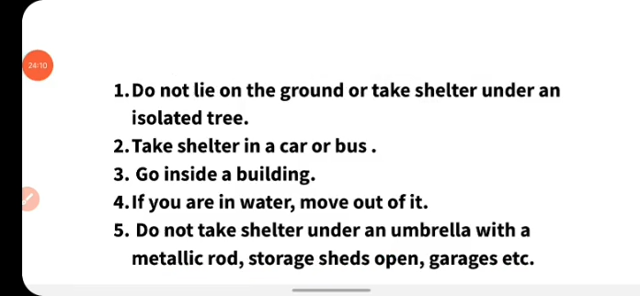 24:10
1. Do not lie on the ground or take shelter under an
isolated tree.
2. Take shelter in a car or bus .
3. Go inside a building.
4. If you are in water, move out of it.
5. Do not take shelter under an umbrella with a
metallic rod, storage sheds open, garages etc.